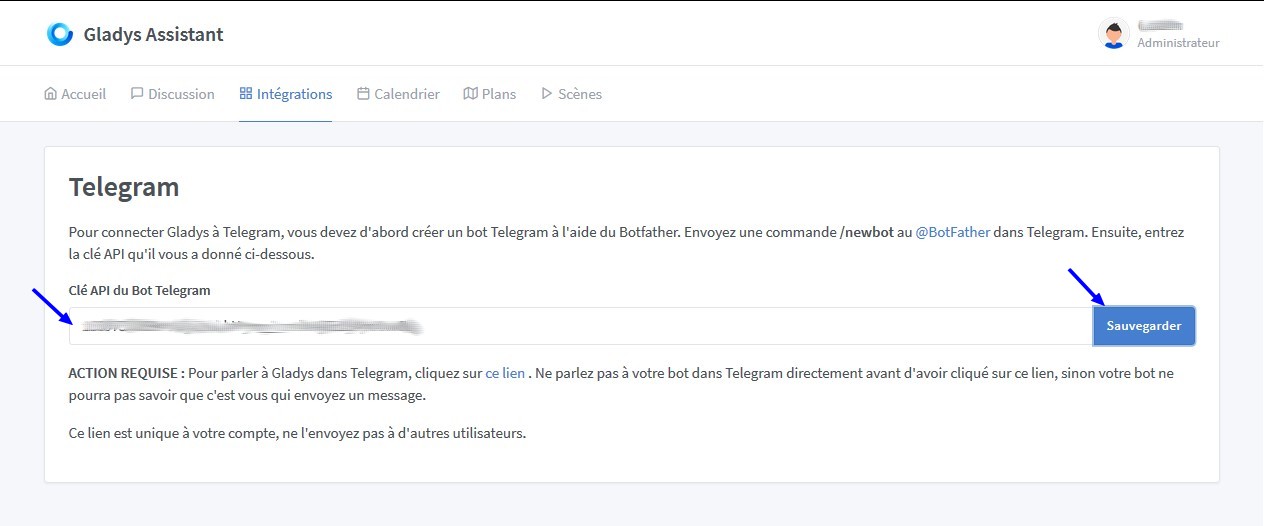 Gladys Assistant
Administrateur
Accueil Discussion Intégrations Calendrier Plans Scènes
Telegram
Pour connecter Gladys à Telegram, vous devez d'abord créer un bot Telegram à l'aide du Botfather. Envoyez une commande /newbot au @BotFather dans Telegram. Ensuite, entrez
la clé API qu'il vous a donné ci-dessous.
Clé API du Bot Telegram
Sauvegarder
ACTION REQUISE : Pour parler à Gladys dans Telegram, cliquez sur ce lien . Ne parlez pas à votre bot dans Telegram directement avant d'avoir cliqué sur ce lien, sinon votre bot ne
pourra pas savoir que c'est vous qui envoyez un message.
Ce lien est unique à votre compte, ne l'envoyez pas à d'autres utilisateurs.